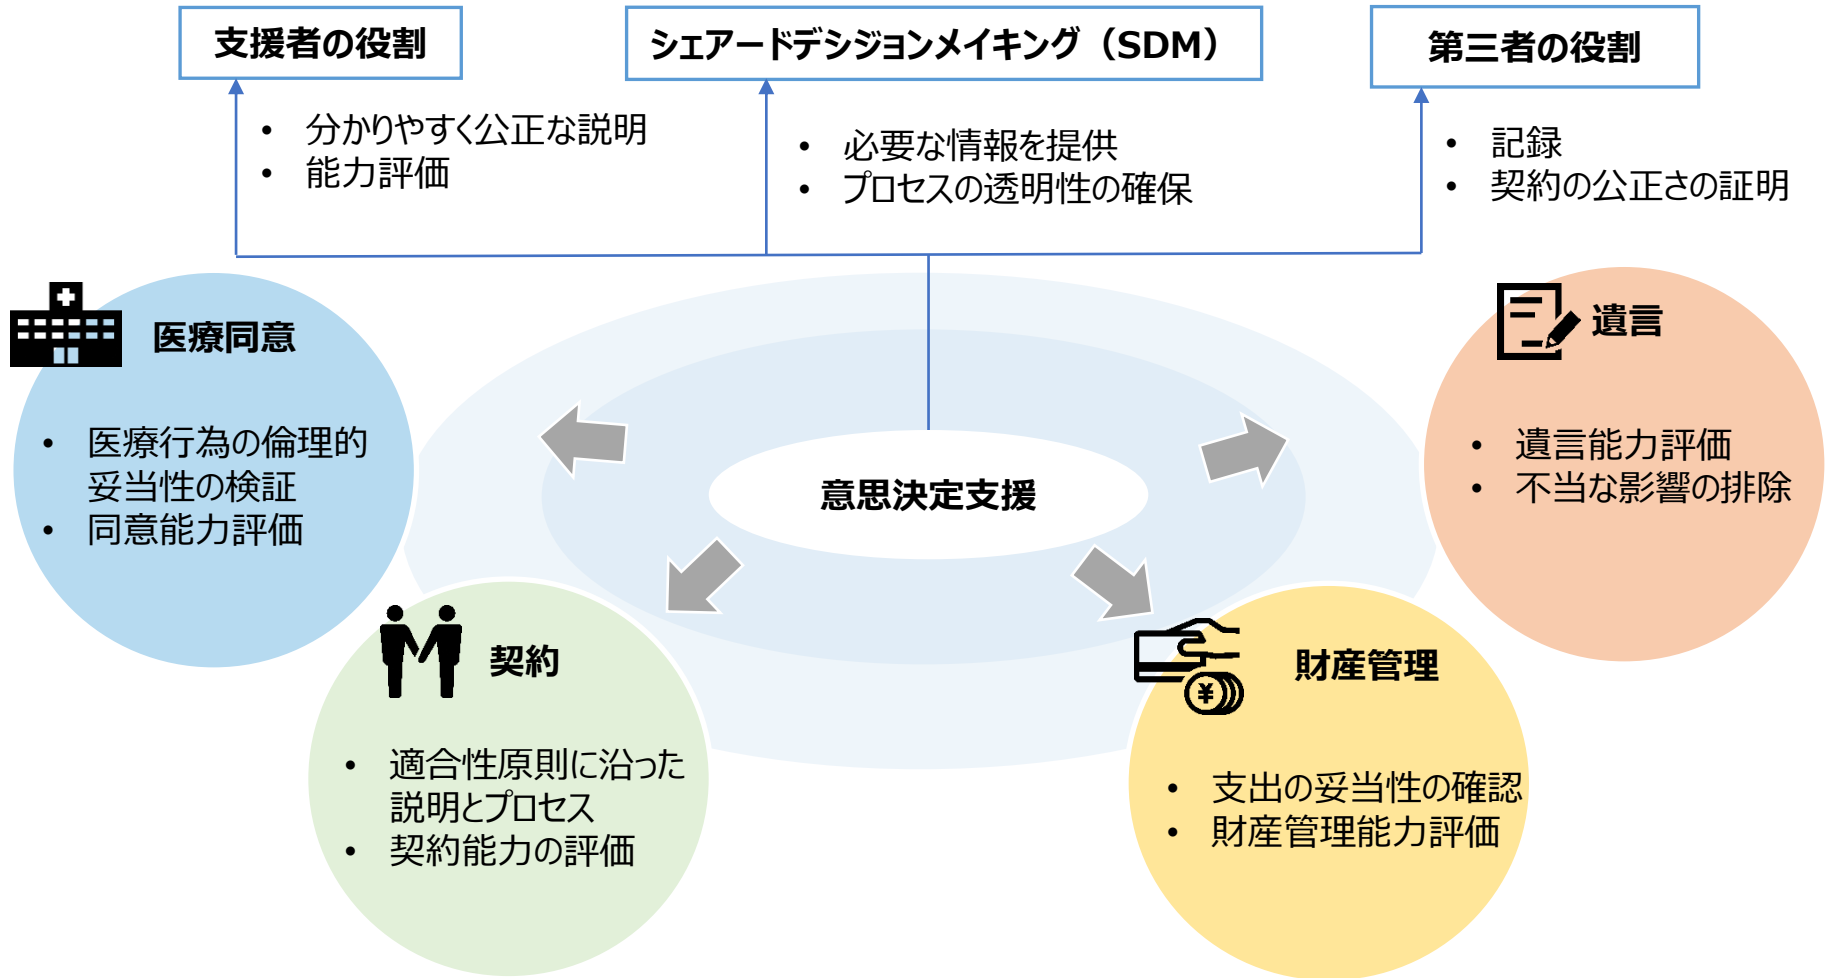 支援者の役割
シェアードデシジョンメイキング（SDM）
第三者の役割
• 分かりやすく公正な説明
• 能力評価
• 必要な情報を提供
• プロセスの透明性の確保
• 記録
• 契約の公正さの証明
医療同意
• 医療行為の倫理的
妥当性の検証
• 同意能力評価
遺言
• 遺言能力評価
• 不当な影響の排除
意思決定支援
契約
• 適合性原則に沿った
説明とプロセス
• 契約能力の評価
財産管理
¥
• 支出の妥当性の確認
• 財産管理能力評価